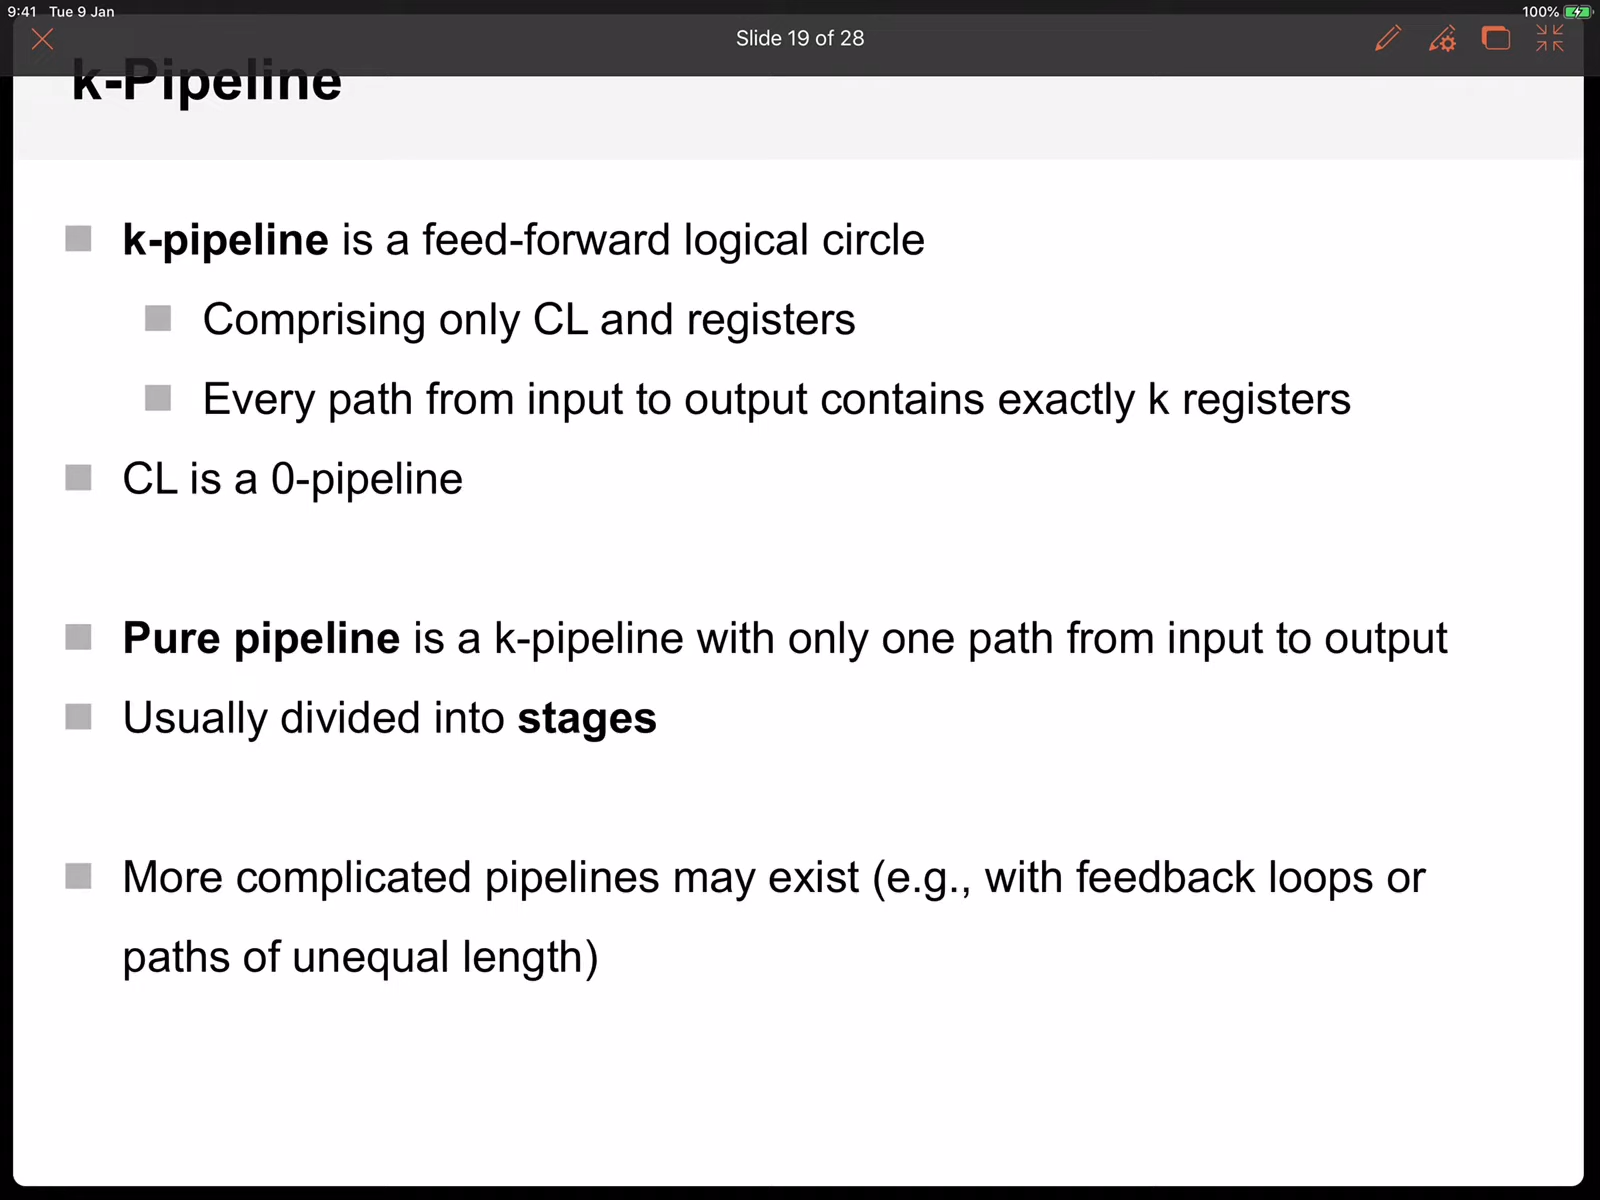 9:41 Tue 9 Jan
100%
Slide 19 of 28
k-Pipeline
k-pipeline is a feed-forward logical circle
Comprising only CL and registers
Every path from input to output contains exactly k registers
CL is a 0-pipeline
Pure pipeline is a k-pipeline with only one path from input to output
Usually divided into stages
More complicated pipelines may exist (e.g., with feedback loops or
paths of unequal length)